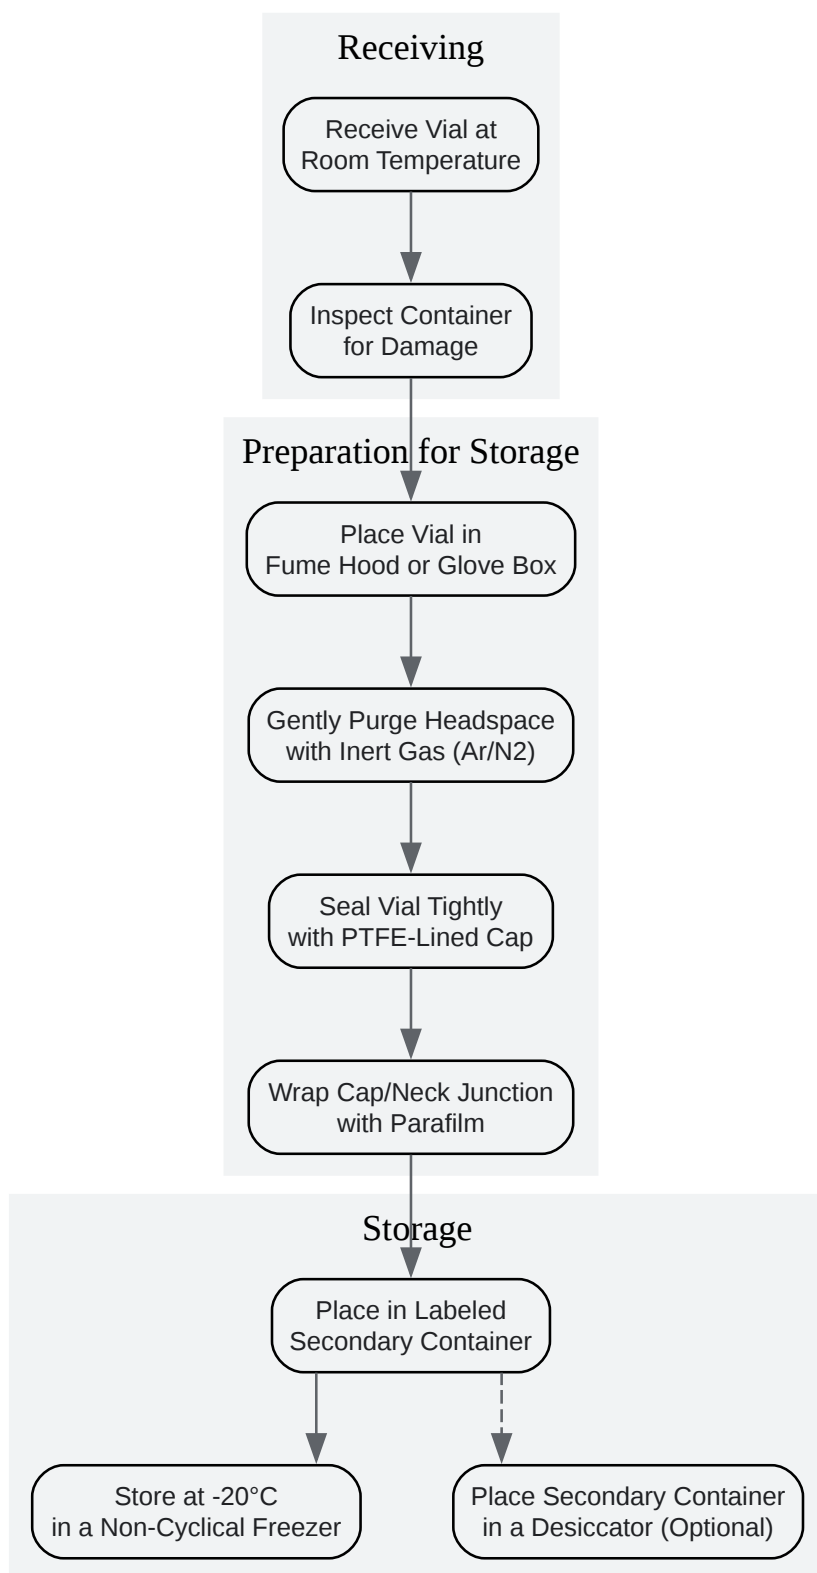 Receiving
Receive Vial at
Room Temperature
Inspect Container
for Damage
Preparation for Storage
Place Vial in
Fume Hood or Glove Box
Gently Purge Headspace
with Inert Gas (Ar/N2)
Seal Vial Tightly
with PTFE-Lined Cap
Wrap Cap/Neck Junction
with Parafilm
Storage
Place in Labeled
Secondary Container
Store at -20°C
in a Non-Cyclical Freezer
Place Secondary Container
in a Desiccator (Optional)